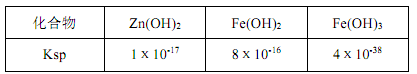 化合物 Zn(OH)₂ Fe(OH)₂ Fe(OH)₃
Ksp 1×10⁻¹⁷ 8×10⁻¹⁶ 4×10⁻³⁸